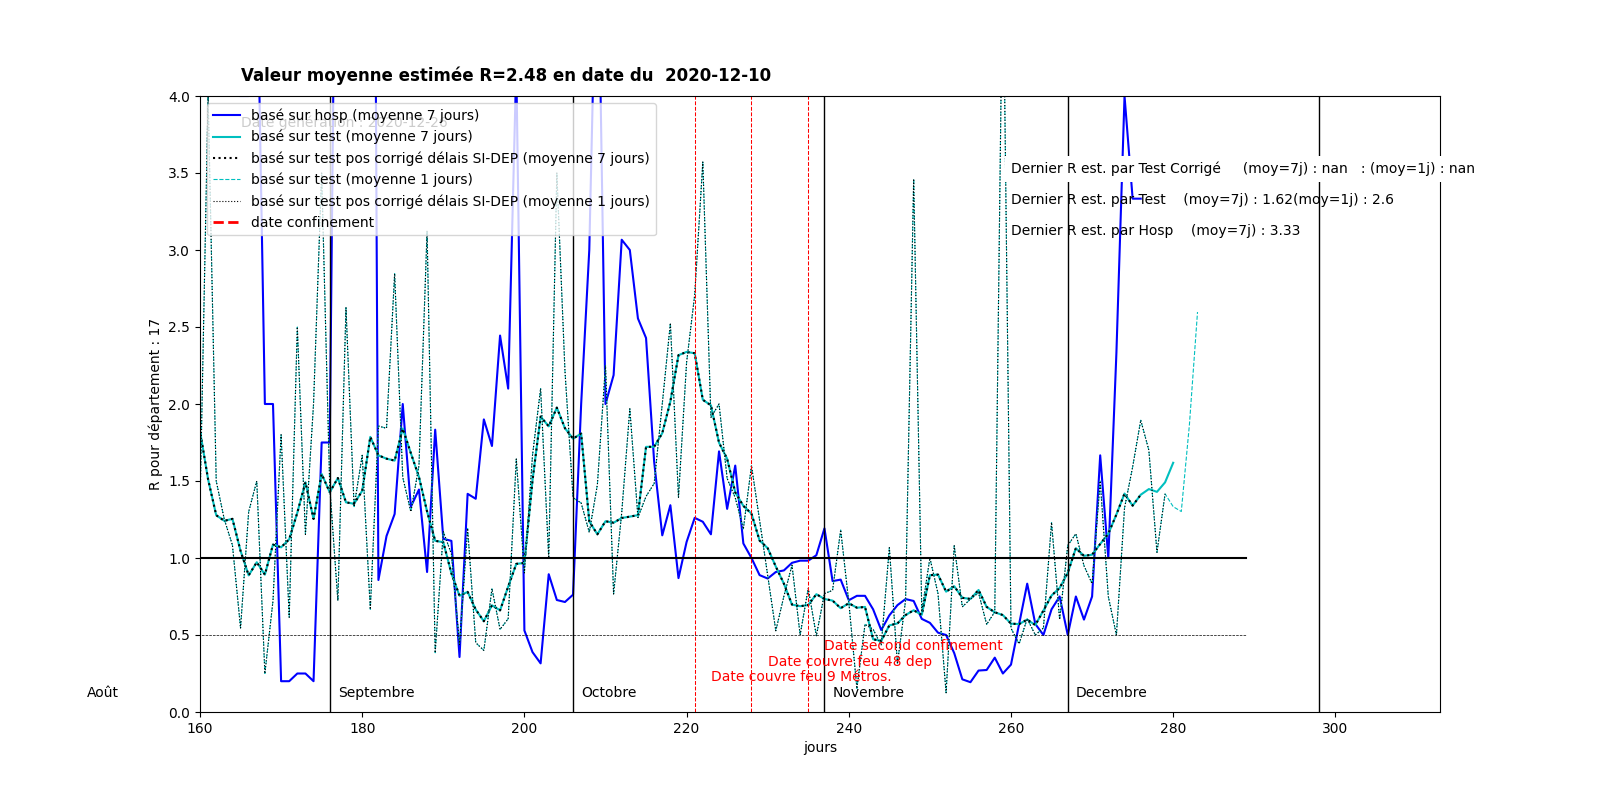 Valeur moyenne estimée R=2.48 en date du  2020-12-10
4.0
3.5
3.0
2.5
2.0
1.5
1.0
0.5
0.0
R pour département : 17
basé sur hosp (moyenne 7 jours)
basé sur test (moyenne 7 jours)
basé sur test pos corrigé délais SI-DEP (moyenne 7 jours)
basé sur test (moyenne 1 jours)
basé sur test pos corrigé délais SI-DEP (moyenne 1 jours)
date confinement
Dernier R est. par Test Corrigé     (moy=7j) : nan   : (moy=1j) : nan
Dernier R est. par Test    (moy=7j) : 1.62(moy=1j) : 2.6
Dernier R est. par Hosp    (moy=7j) : 3.33
Date second confinement
Date couvre feu 48 dep
Date couvre feu 9 Métros.
Août Septembre Octobre Novembre Decembre
160 180 200 220 240 260 280 300
jours